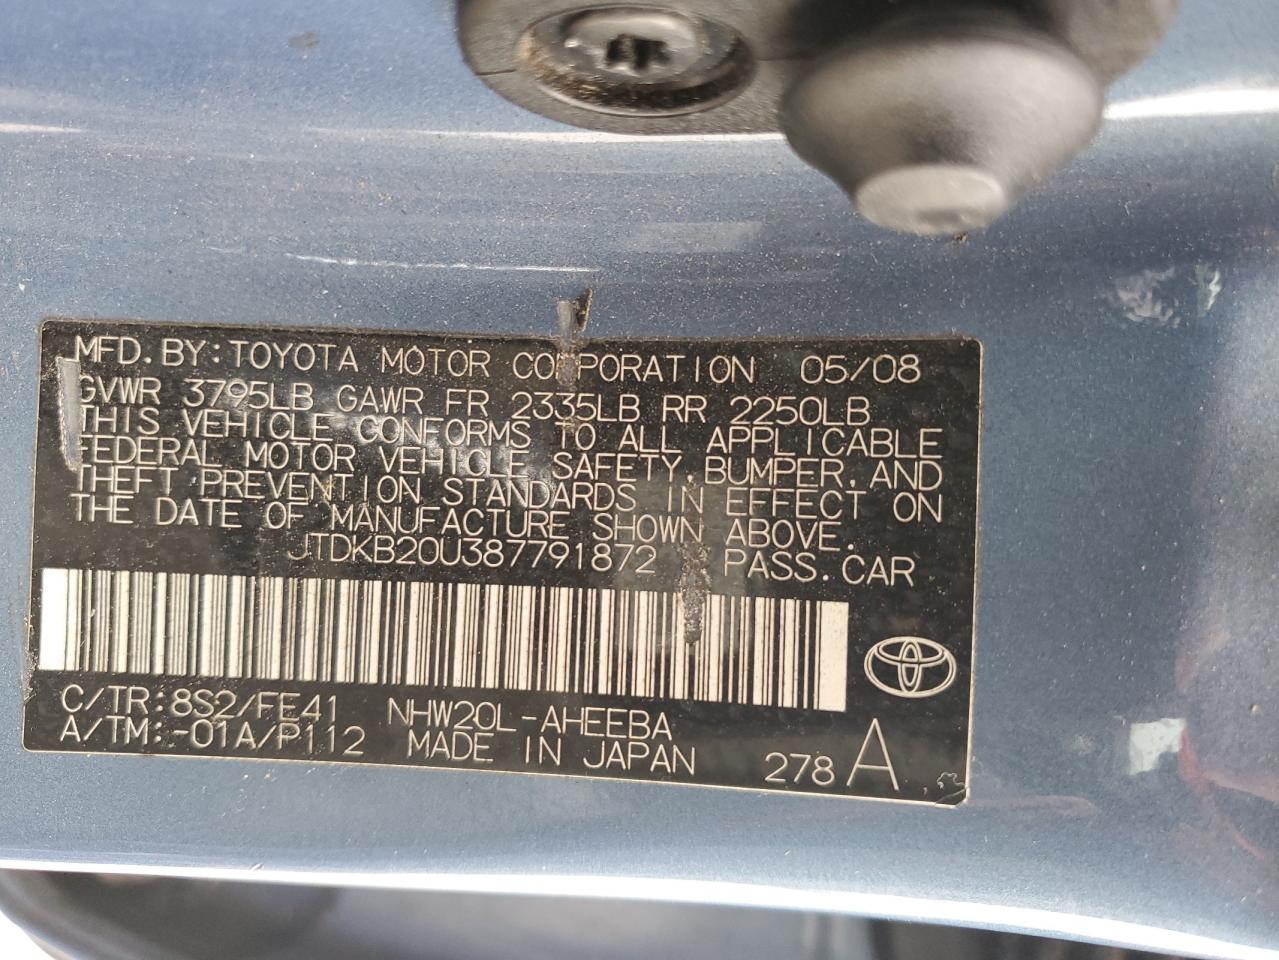 MFD. BY: TOYOTA MOTOR CORPORATION 05/08
GVWR 3795LB GAWR FR 2335LB RR 2250LB
THIS VEHICLE CONFORMS TO ALL APPLICABLE
FEDERAL MOTOR VEHICLE SAFETY, BUMPER, AND
THEFT PREVENTION STANDARDS IN EFFECT ON
THE DATE OF MANUFACTURE SHOWN ABOVE.
JTDKB20U387791872 PASS. CAR
C/TR: 8S2/FE41 NHW20L-AHEEBA
A/TM: -01A/P112 MADE IN JAPAN 278 A